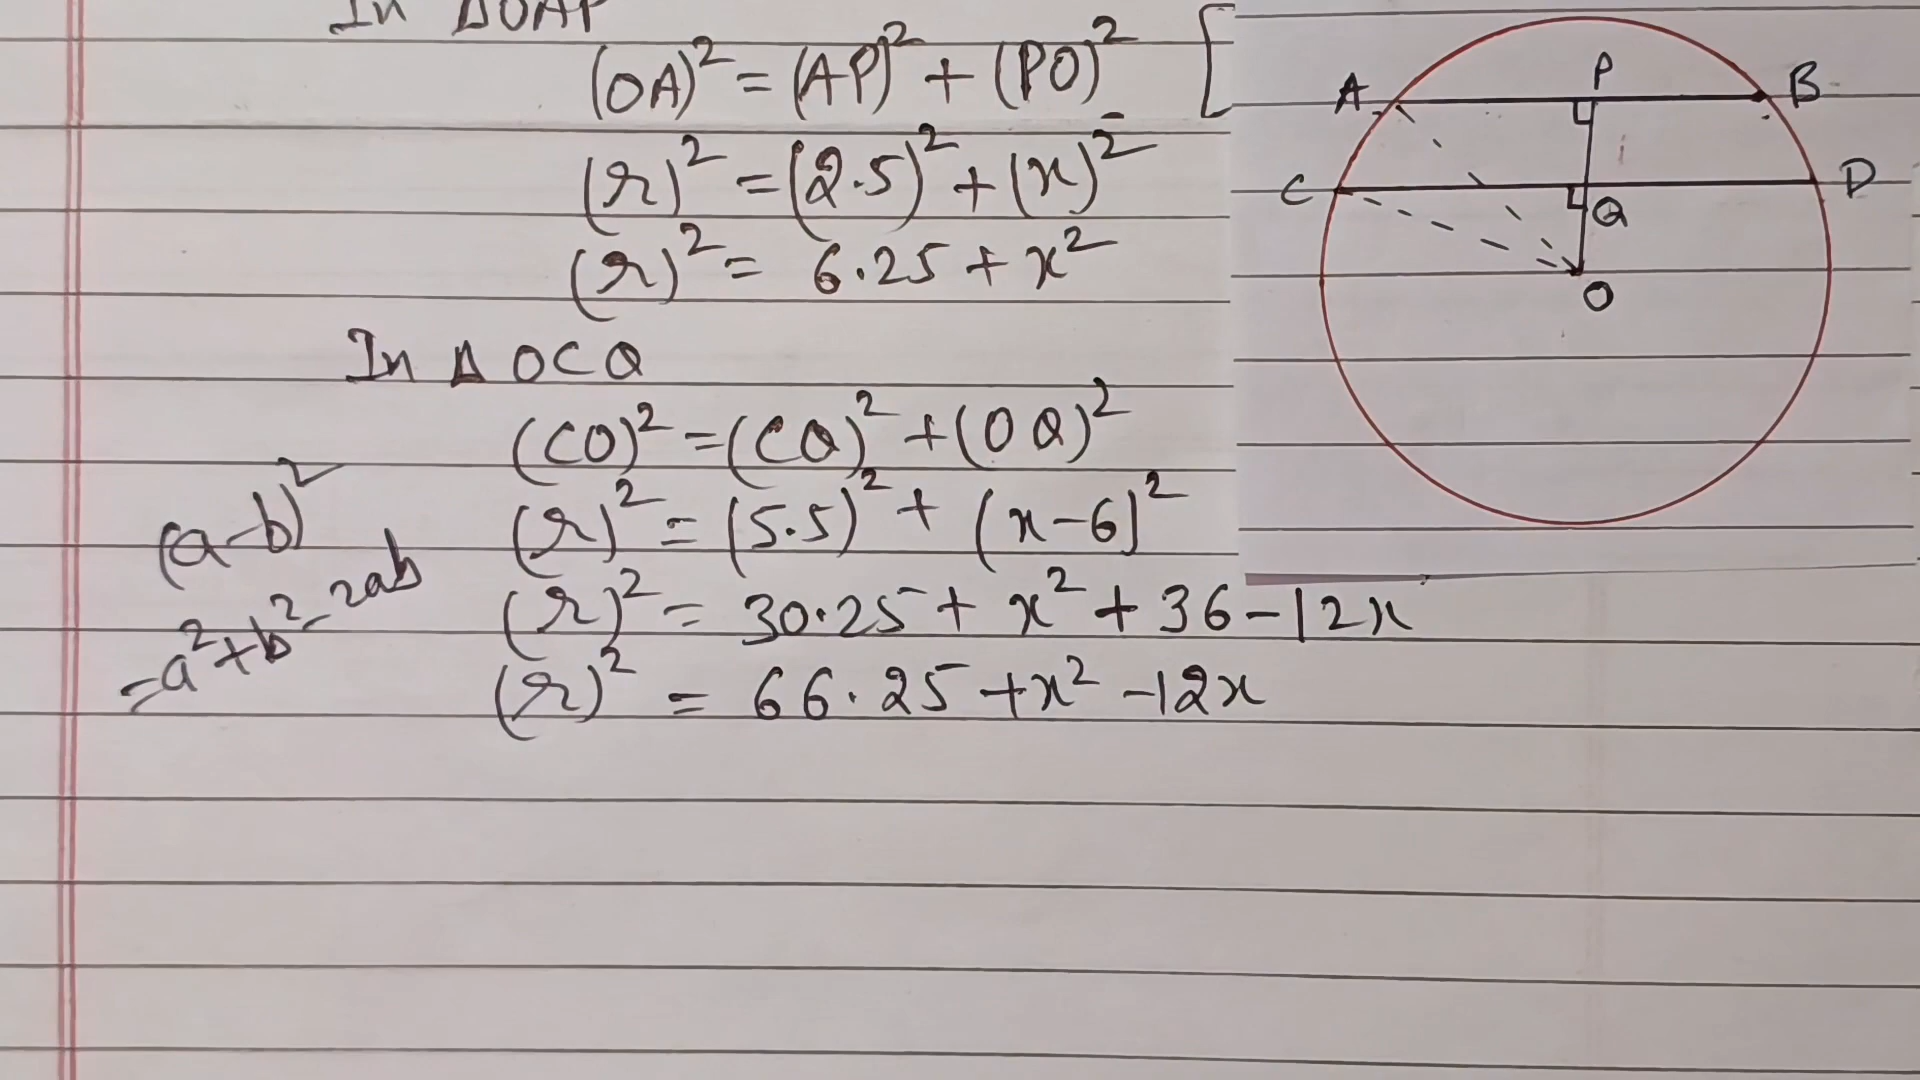 In ΔOAP
(OA)² = (AP)² + (PO)² [
(r)² = (2.5)² + (x)²
(r)² = 6.25 + x²
In Δ OCQ
(CO)² = (CQ)² + (OQ)²
(r)² = (5.5)² + (x-6)²
(r)² = 30.25 + x² + 36 - 12x
(r)² = 66.25 + x² - 12x
(a-b)²
= a² + b² - 2ab
A P B
C Q D
O